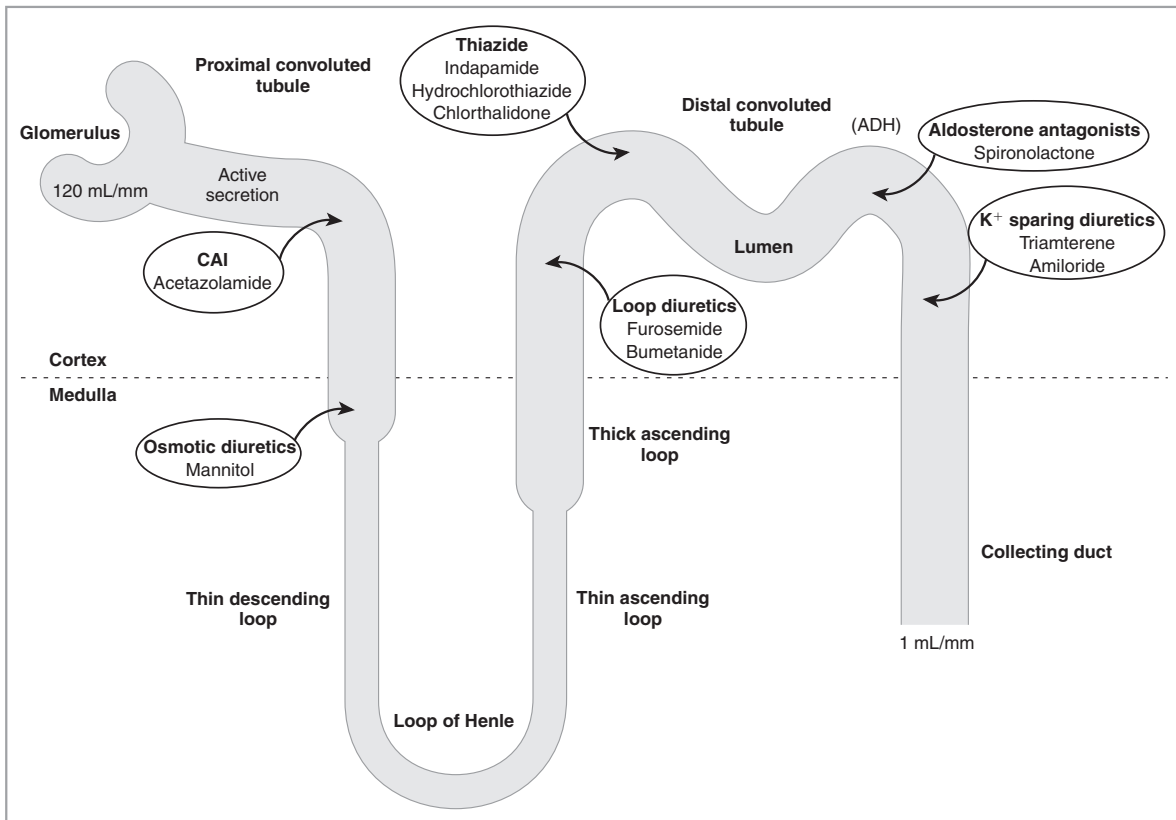 Thiazide
Indapamide
Hydrochlorothiazide
Chlorthalidone
Proximal convoluted
tubule
Distal convoluted
tubule
(ADH)
Aldosterone antagonists
Spironolactone
Glomerulus
120 mL/mm
Active
secretion
K⁺ sparing diuretics
Triamterene
Amiloride
Lumen
CAI
Acetazolamide
Loop diuretics
Furosemide
Bumetanide
Cortex
Medulla
Osmotic diuretics
Mannitol
Thick ascending
loop
Collecting duct
Thin descending
loop
Thin ascending
loop
1 mL/mm
Loop of Henle